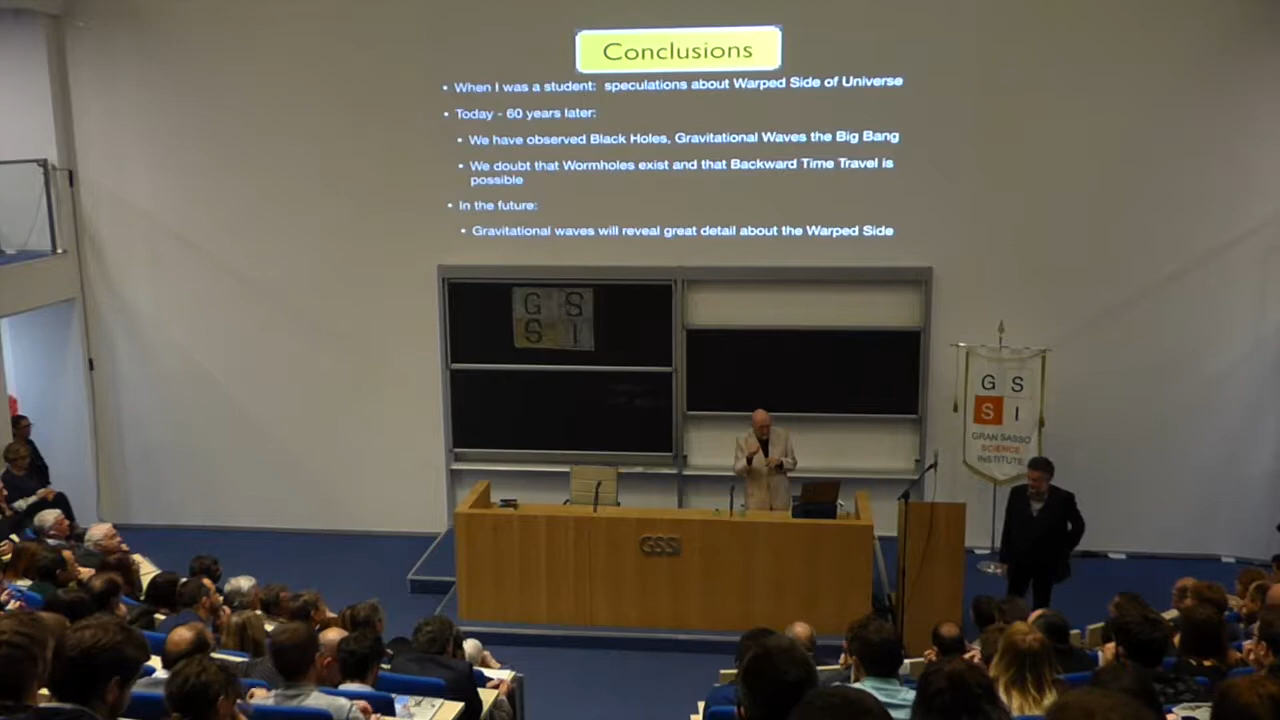 Conclusions
• When I was a student: speculations about Warped Side of Universe
• Today - 60 years later:
• We have observed Black Holes, Gravitational Waves the Big Bang
• We doubt that Wormholes exist and that Backward Time Travel is
possible
• In the future:
• Gravitational waves will reveal great detail about the Warped Side
G S
S I
G S
S I
GRAN SASSO
SCIENCE
INSTITUTE
GSSI